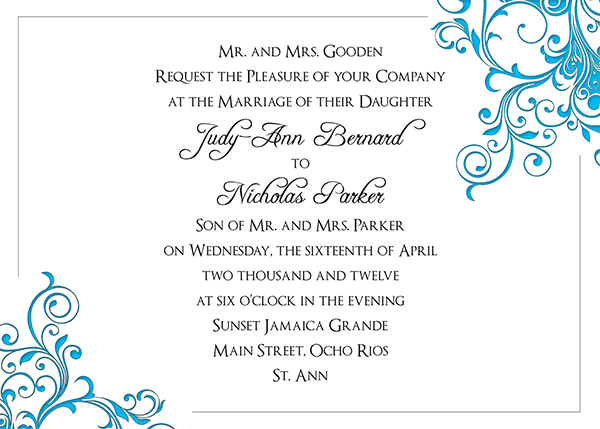 Mr. and Mrs. Gooden
Request the Pleasure of your Company
at the Marriage of their Daughter
Judy-Ann Bernard
to
Nicholas Parker
Son of Mr. and Mrs. Parker
on Wednesday, the sixteenth of April
two thousand and twelve
at six o'clock in the evening
Sunset Jamaica Grande
Main Street, Ocho Rios
St. Ann